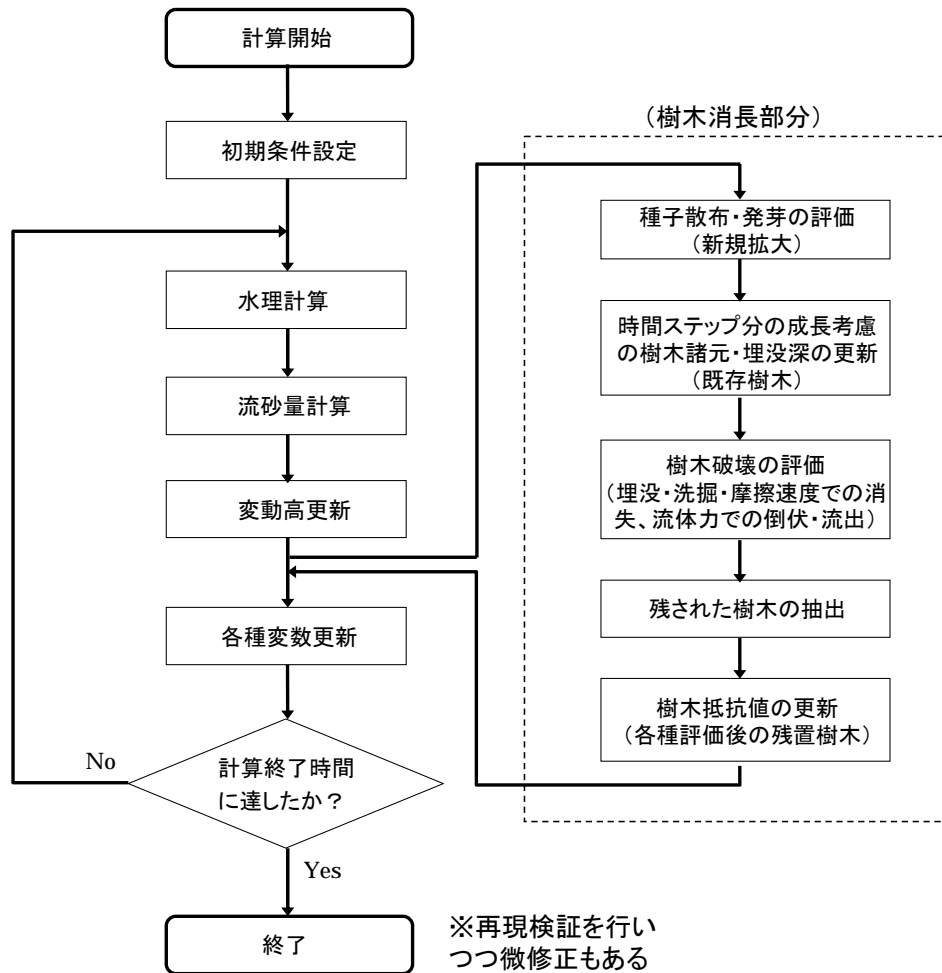 計算開始
初期条件設定
水理計算
流砂量計算
変動高更新
各種変数更新
計算終了時間
に達したか？
No
Yes
終了
（樹木消長部分）
種子散布・発芽の評価
（新規拡大）
時間ステップ分の成長考慮
の樹木諸元・埋没深の更新
（既存樹木）
樹木破壊の評価
（埋没・洗掘・摩擦速度での消
失、流体力での倒伏・流出）
残された樹木の抽出
樹木抵抗値の更新
（各種評価後の残置樹木）
※再現検証を行い
つつ微修正もある